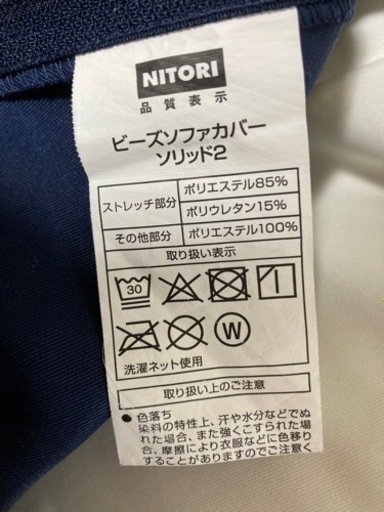 NITORI
品質表示
ビーズソファカバー
ソリッド2
ストレッチ部分
ポリエステル85%
ポリウレタン15%
その他部分 ポリエステル100%
取り扱い表示
30
W
洗濯ネット使用
取り扱い上のご注意
●色落ち
染料の特性上、汗や水分などでぬ
れた場合、また強くこすられた場
合、摩擦により衣服などに色移り
することがありますのでご注意く